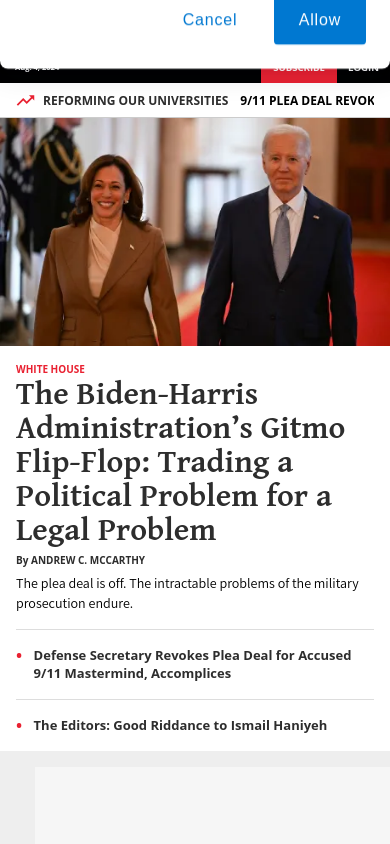 Cancel Allow
Aug. 4, 2024 SUBSCRIBE LOGIN
REFORMING OUR UNIVERSITIES 9/11 PLEA DEAL REVOK
WHITE HOUSE
The Biden-Harris
Administration’s Gitmo
Flip-Flop: Trading a
Political Problem for a
Legal Problem
By ANDREW C. MCCARTHY
The plea deal is off. The intractable problems of the military
prosecution endure.
Defense Secretary Revokes Plea Deal for Accused
9/11 Mastermind, Accomplices
The Editors: Good Riddance to Ismail Haniyeh